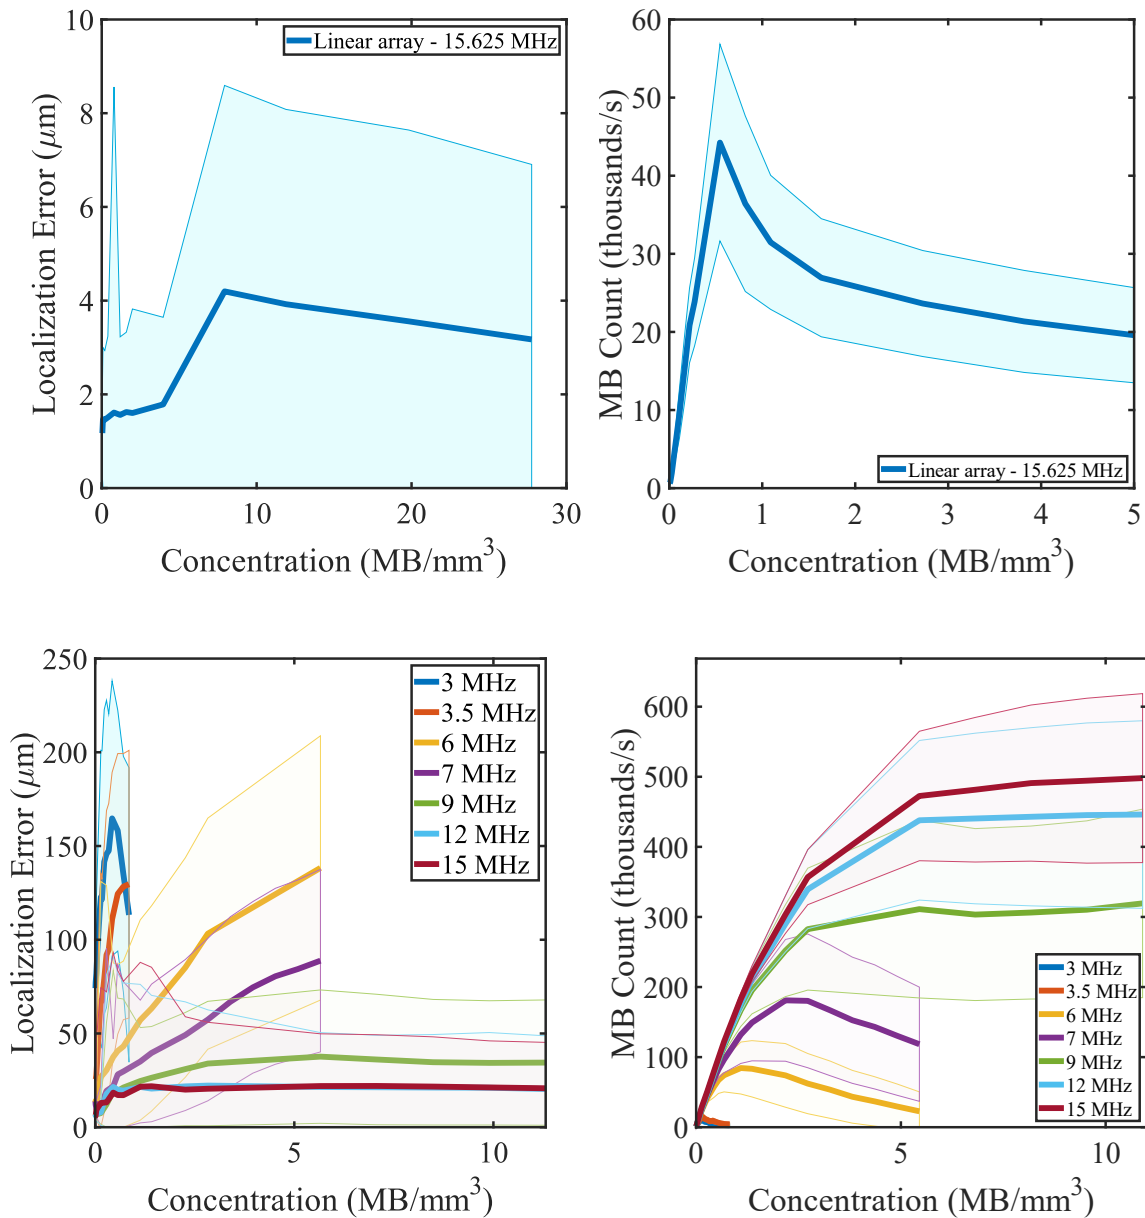 Linear array - 15.625 MHz
Localization Error (μm)
10
8
6
4
2
0
0 10 20 30
Concentration (MB/mm³)
Linear array - 15.625 MHz
MB Count (thousands/s)
60
50
40
30
20
10
0
0 1 2 3 4 5
Concentration (MB/mm³)
3 MHz
3.5 MHz
6 MHz
7 MHz
9 MHz
12 MHz
15 MHz
Localization Error (μm)
250
200
150
100
50
0
0 5 10
Concentration (MB/mm³)
3 MHz
3.5 MHz
6 MHz
7 MHz
9 MHz
12 MHz
15 MHz
MB Count (thousands/s)
600
500
400
300
200
100
0
0 5 10
Concentration (MB/mm³)